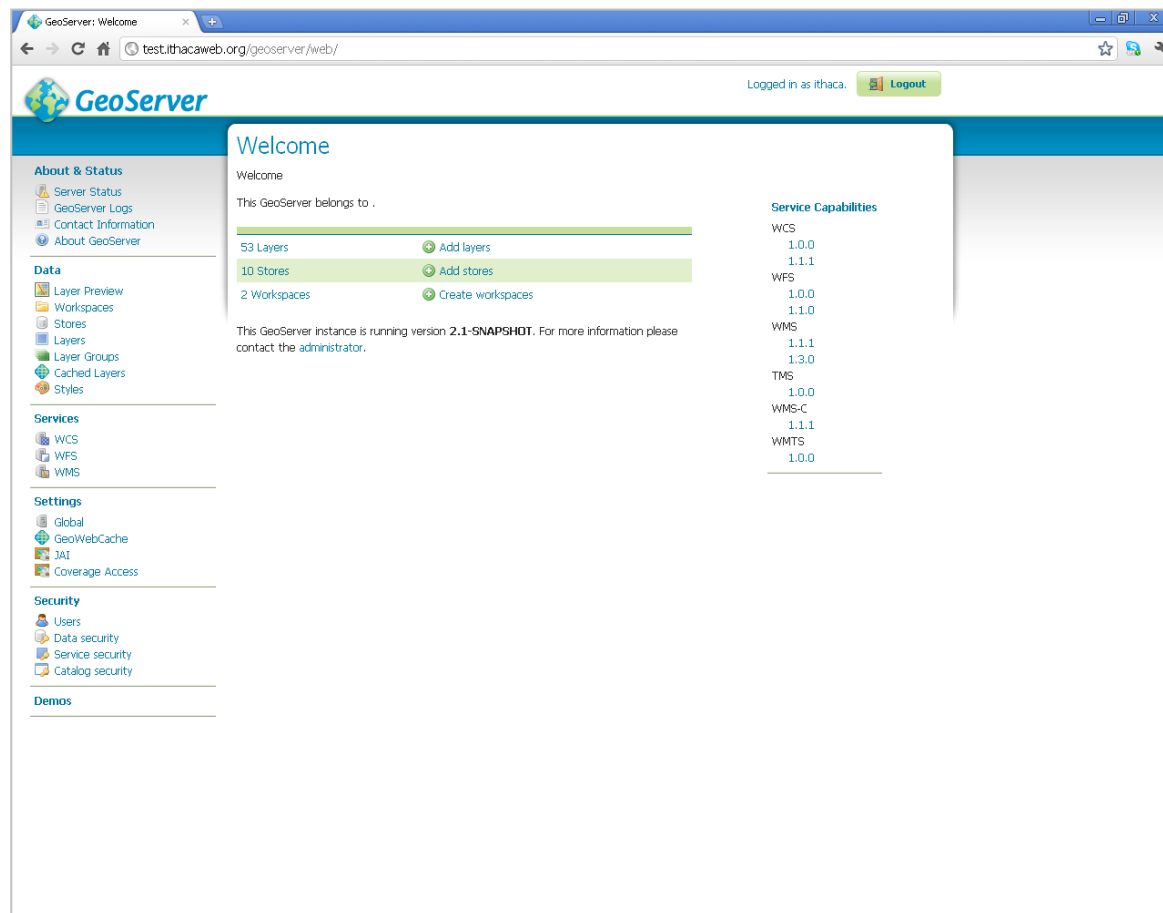 GeoServer: Welcome
test.ithacaweb.org/geoserver/web/
GeoServer
Logged in as ithaca.
Logout
About & Status
Server Status
GeoServer Logs
Contact Information
About GeoServer
Data
Layer Preview
Workspaces
Stores
Layers
Layer Groups
Cached Layers
Styles
Services
WCS
WFS
WMS
Settings
Global
GeoWebCache
JAI
Coverage Access
Security
Users
Data security
Service security
Catalog security
Demos
Welcome
Welcome
This GeoServer belongs to .
53 Layers Add layers
10 Stores Add stores
2 Workspaces Create workspaces
This GeoServer instance is running version 2.1-SNAPSHOT. For more information please
contact the administrator.
Service Capabilities
WCS
1.0.0
1.1.1
WFS
1.0.0
1.1.0
WMS
1.1.1
1.3.0
TMS
1.0.0
WMS-C
1.1.1
WMTS
1.0.0